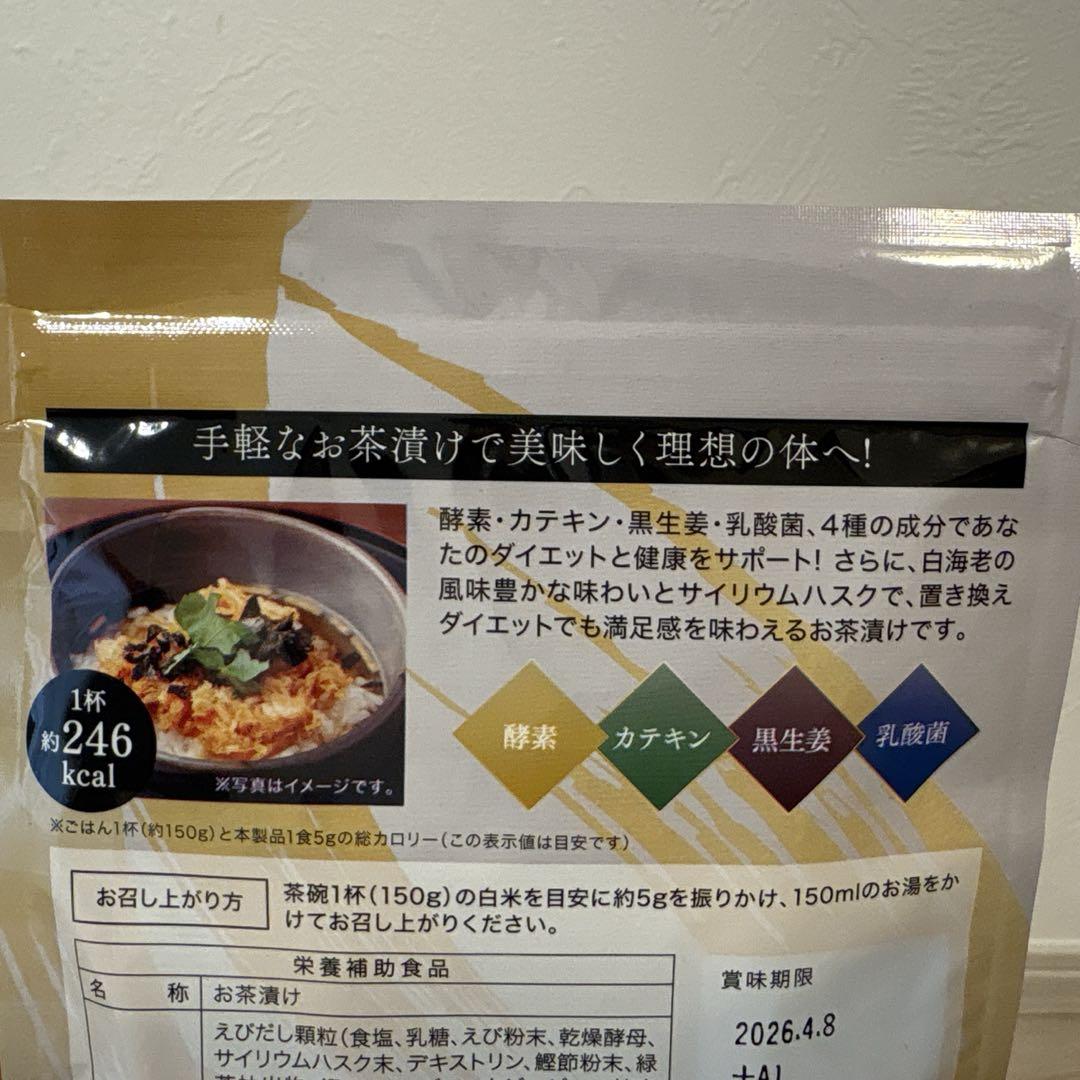 手軽なお茶漬けで美味しく理想の体へ!
酵素・カテキン・黒生姜・乳酸菌、4種の成分であな
たのダイエットと健康をサポート! さらに、白海老の
風味豊かな味わいとサイリウムハスクで、置き換え
ダイエットでも満足感を味わえるお茶漬けです。
1杯
約246
kcal
※写真はイメージです。
酵素
カテキン
黒生姜
乳酸菌
※ごはん1杯(約150g)と本製品1食5gの総カロリー(この表示値は目安です)
お召し上がり方
茶碗1杯(150g)の白米を目安に約5gを振りかけ、150mlのお湯をか
けてお召し上がりください。
栄養補助食品
名 称 お茶漬け
えびだし顆粒(食塩、乳糖、えび粉末、乾燥酵母、
サイリウムハスク末、デキストリン、鰹節粉末、緑
賞味期限
2026.4.8